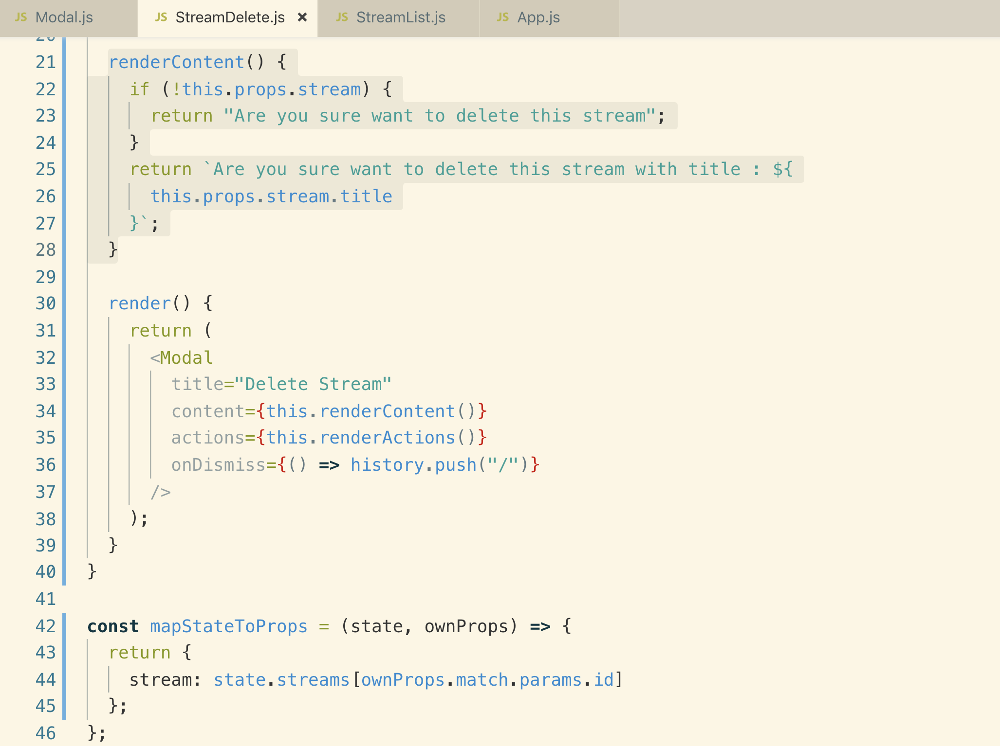 JS Modal.js JS StreamDelete.js × JS StreamList.js JS App.js
20
21 renderContent() {
22 if (!this.props.stream) {
23 return "Are you sure want to delete this stream";
24 }
25 return `Are you sure want to delete this stream with title : ${
26 this.props.stream.title
27 }`;
28 }
29
30 render() {
31 return (
32 <Modal
33 title="Delete Stream"
34 content={this.renderContent()}
35 actions={this.renderActions()}
36 onDismiss={() => history.push("/")}
37 />
38 );
39 }
40 }
41
42 const mapStateToProps = (state, ownProps) => {
43 return {
44 stream: state.streams[ownProps.match.params.id]
45 };
46 };